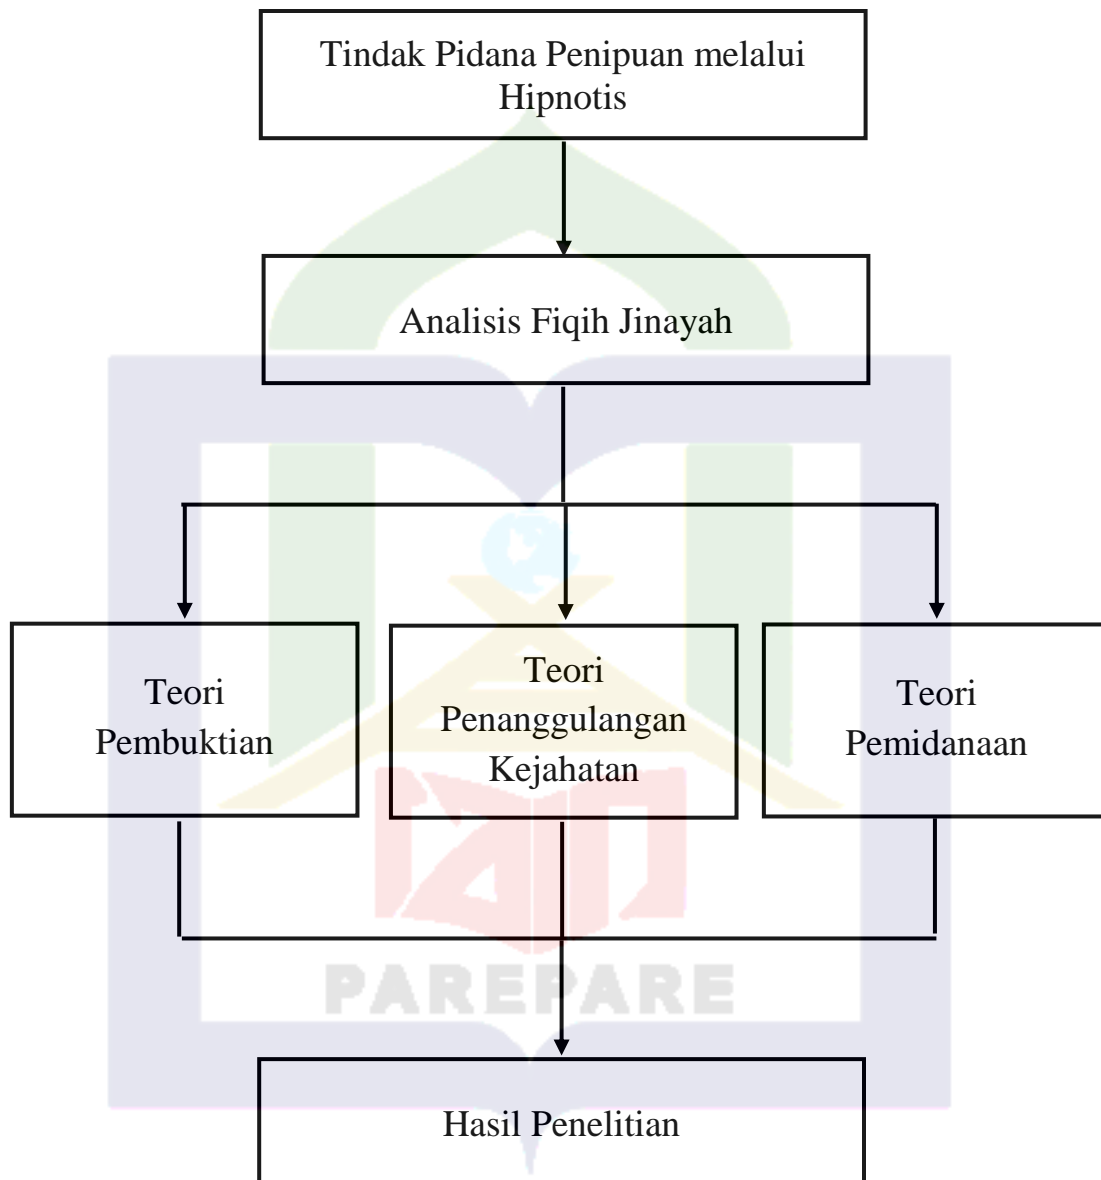 Tindak Pidana Penipuan melalui
Hipnotis
Analisis Fiqih Jinayah
Teori
Pembuktian
Teori
Penanggulangan
Kejahatan
Teori
Pemidanaan
PAREPARE
Hasil Penelitian